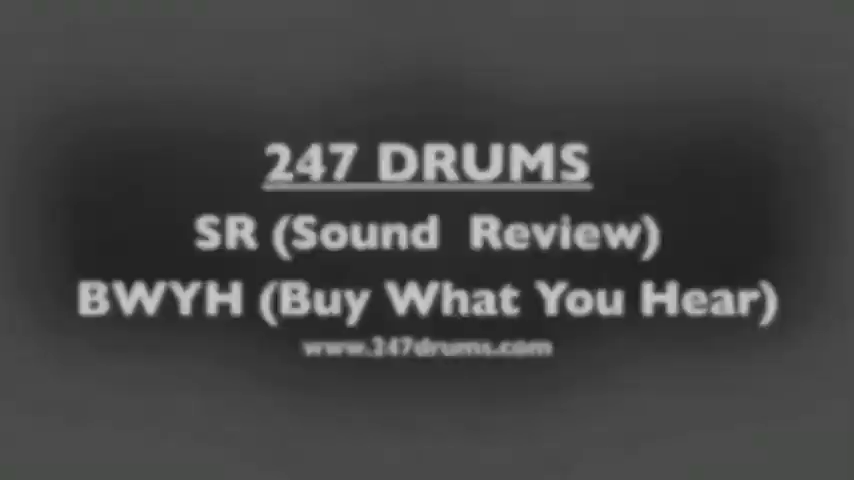 247 DRUMS
SR (Sound Review)
BWYH (Buy What You Hear)
www.247drums.com